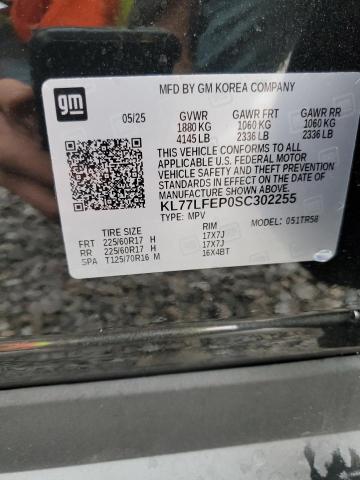 gm
MFD BY GM KOREA COMPANY
05/25 GVWR GAWR FRT GAWR RR
1880 KG 1060 KG 1060 KG
4145 LB 2336 LB 2336 LB
THIS VEHICLE CONFORMS TO ALL
APPLICABLE U.S. FEDERAL MOTOR
VEHICLE SAFETY AND THEFT PREVENTION
STANDARDS IN EFFECT ON THE DATE OF
MANUFACTURE SHOWN ABOVE.
KL77LFEP0SC302255
TYPE: MPV MODEL: 051TR58
TIRE SIZE RIM
FRT 225/60R17 H 17X7J
RR 225/60R17 H 17X7J
SPA T125/70R16 M 16X4BT